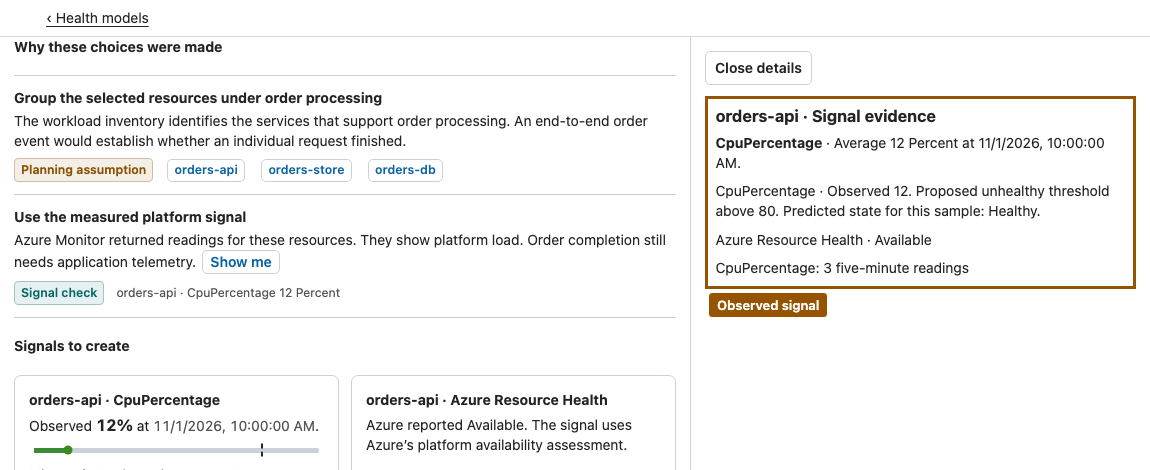 ‹ Health models
Why these choices were made
Group the selected resources under order processing
The workload inventory identifies the services that support order processing. An end-to-end order
event would establish whether an individual request finished.
Planning assumption orders-api orders-store orders-db
Use the measured platform signal
Azure Monitor returned readings for these resources. They show platform load. Order completion still
needs application telemetry. Show me
Signal check orders-api · CpuPercentage 12 Percent
Signals to create
orders-api · CpuPercentage
Observed 12% at 11/1/2026, 10:00:00 AM.
orders-api · Azure Resource Health
Azure reported Available. The signal uses
Azure’s platform availability assessment.
Close details
orders-api · Signal evidence
CpuPercentage · Average 12 Percent at 11/1/2026, 10:00:00
AM.
CpuPercentage · Observed 12. Proposed unhealthy threshold
above 80. Predicted state for this sample: Healthy.
Azure Resource Health · Available
CpuPercentage: 3 five-minute readings
Observed signal